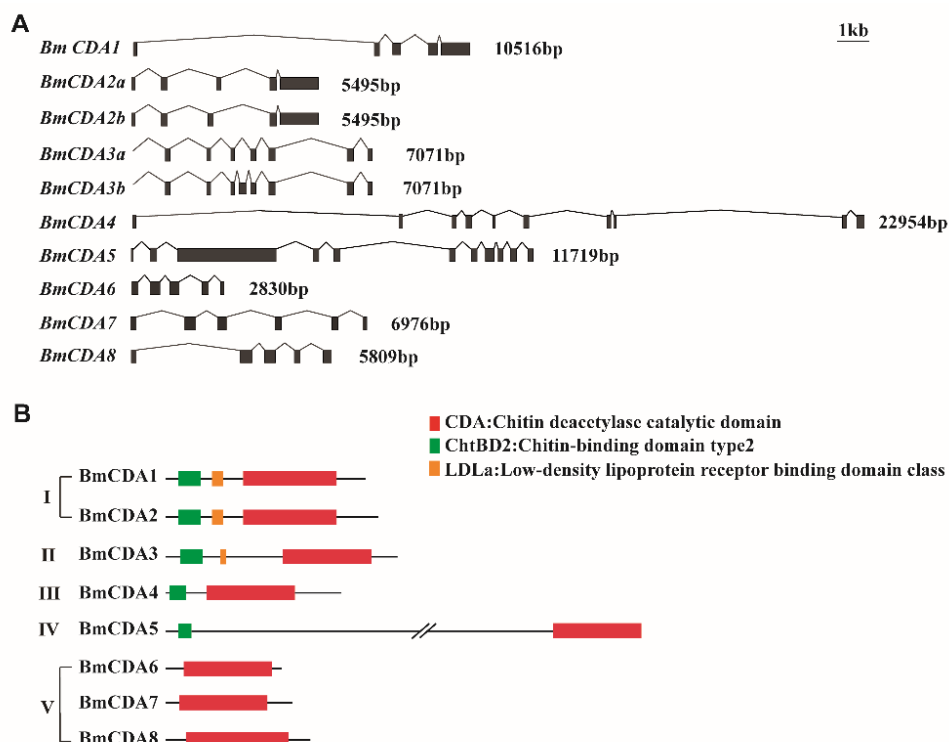 A
1kb
Bm CDA1 10516bp
BmCDA2a 5495bp
BmCDA2b 5495bp
BmCDA3a 7071bp
BmCDA3b 7071bp
BmCDA4 22954bp
BmCDA5 11719bp
BmCDA6 2830bp
BmCDA7 6976bp
BmCDA8 5809bp
B
CDA:Chitin deacetylase catalytic domain
ChtBD2:Chitin-binding domain type2
LDLa:Low-density lipoprotein receptor binding domain class
I
BmCDA1
BmCDA2
II BmCDA3
III BmCDA4
IV BmCDA5
V
BmCDA6
BmCDA7
BmCDA8